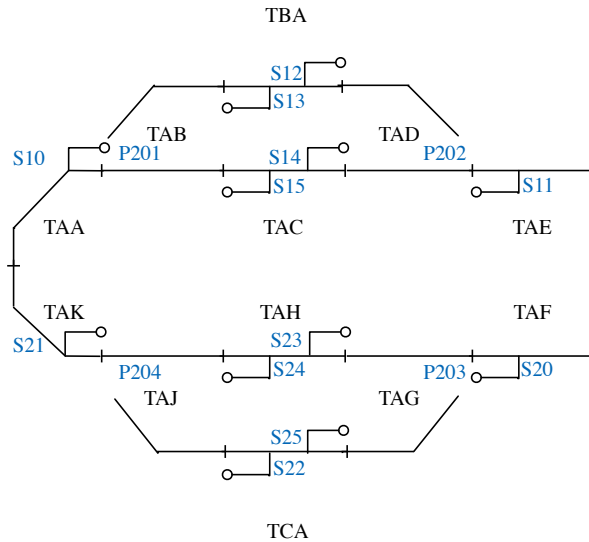 TBA
S12
S13
TAB
TAD
S10
P201
S14
P202
S15
S11
TAA
TAC
TAE
TAK
TAH
TAF
S21
S23
P204
S24
P203
S20
TAJ
TAG
S25
S22
TCA